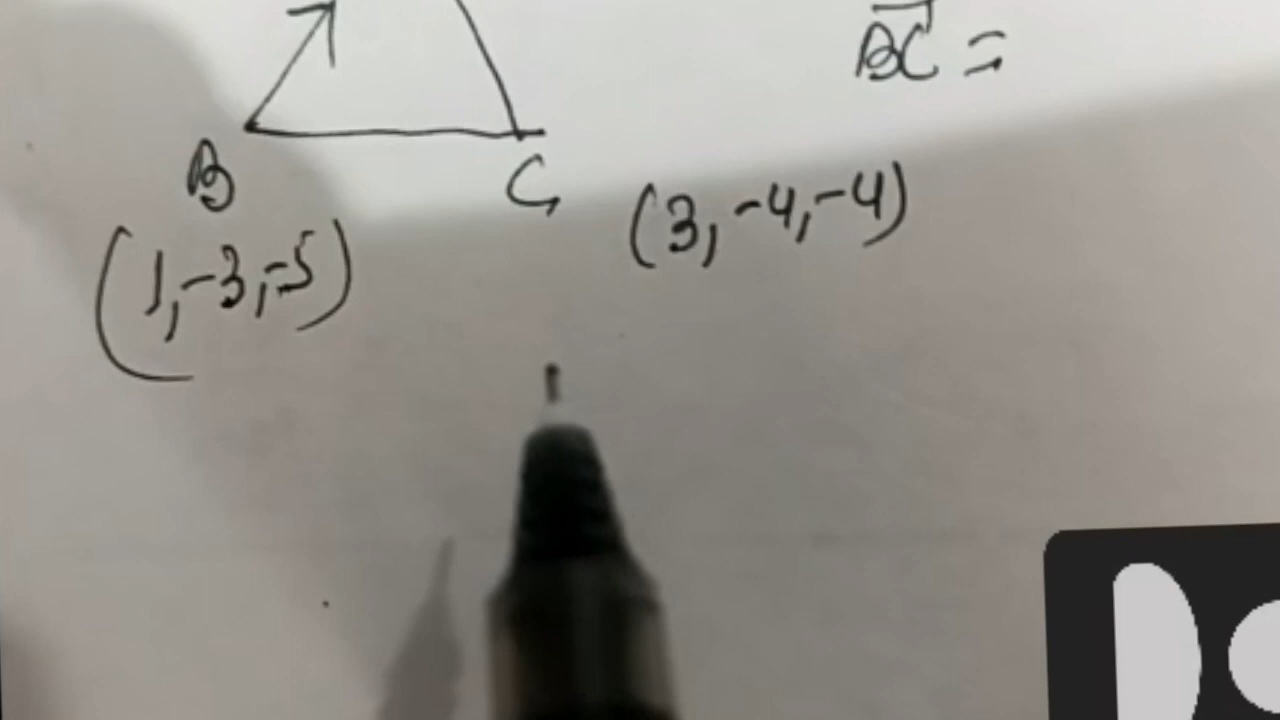 BC =
B
C
(3,-4,-4)
(1,-3,-5)